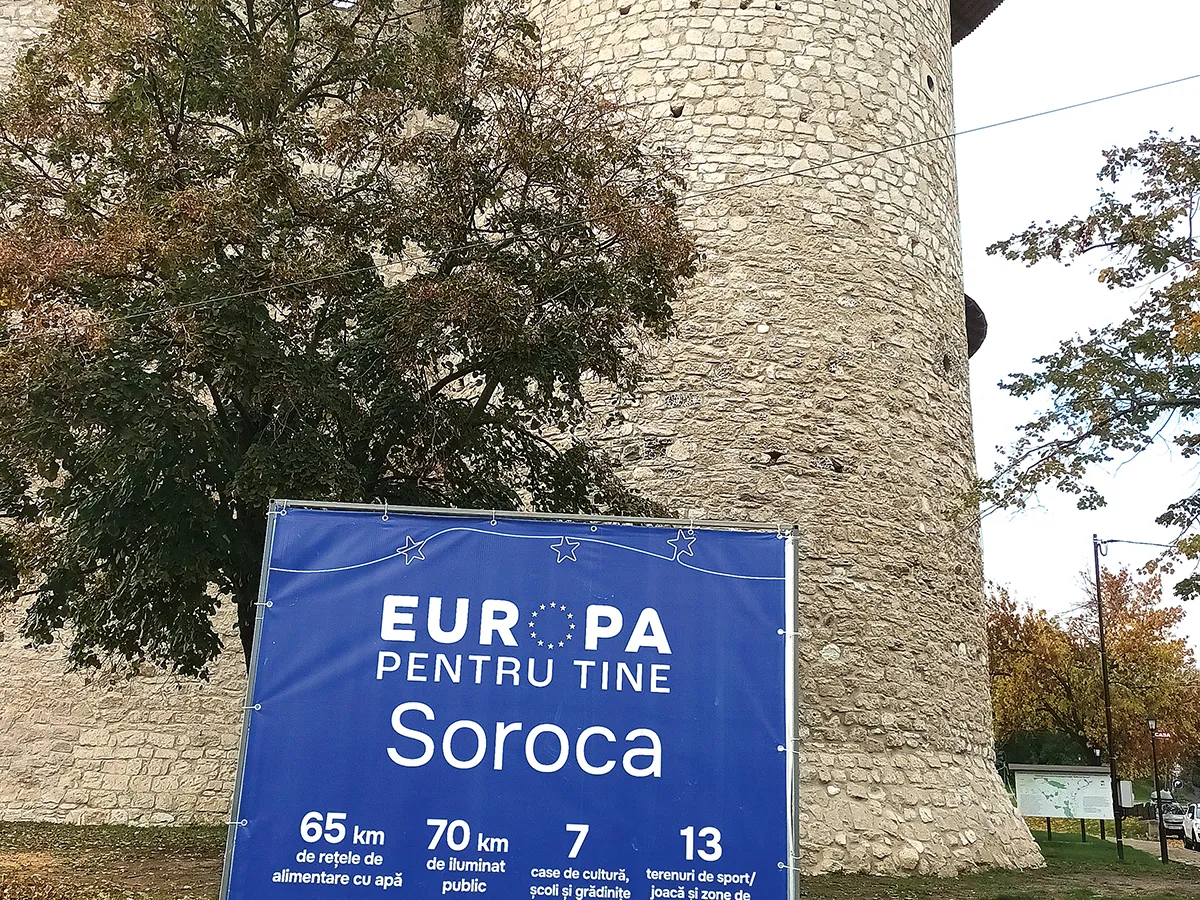 EUROPA
PENTRU TINE
Soroca
65 km
de rețele de
alimentare cu apă
70 km
de iluminat
public
7
case de cultură,
școli și grădinițe
13
terenuri de sport/
joacă și zone de
CASA